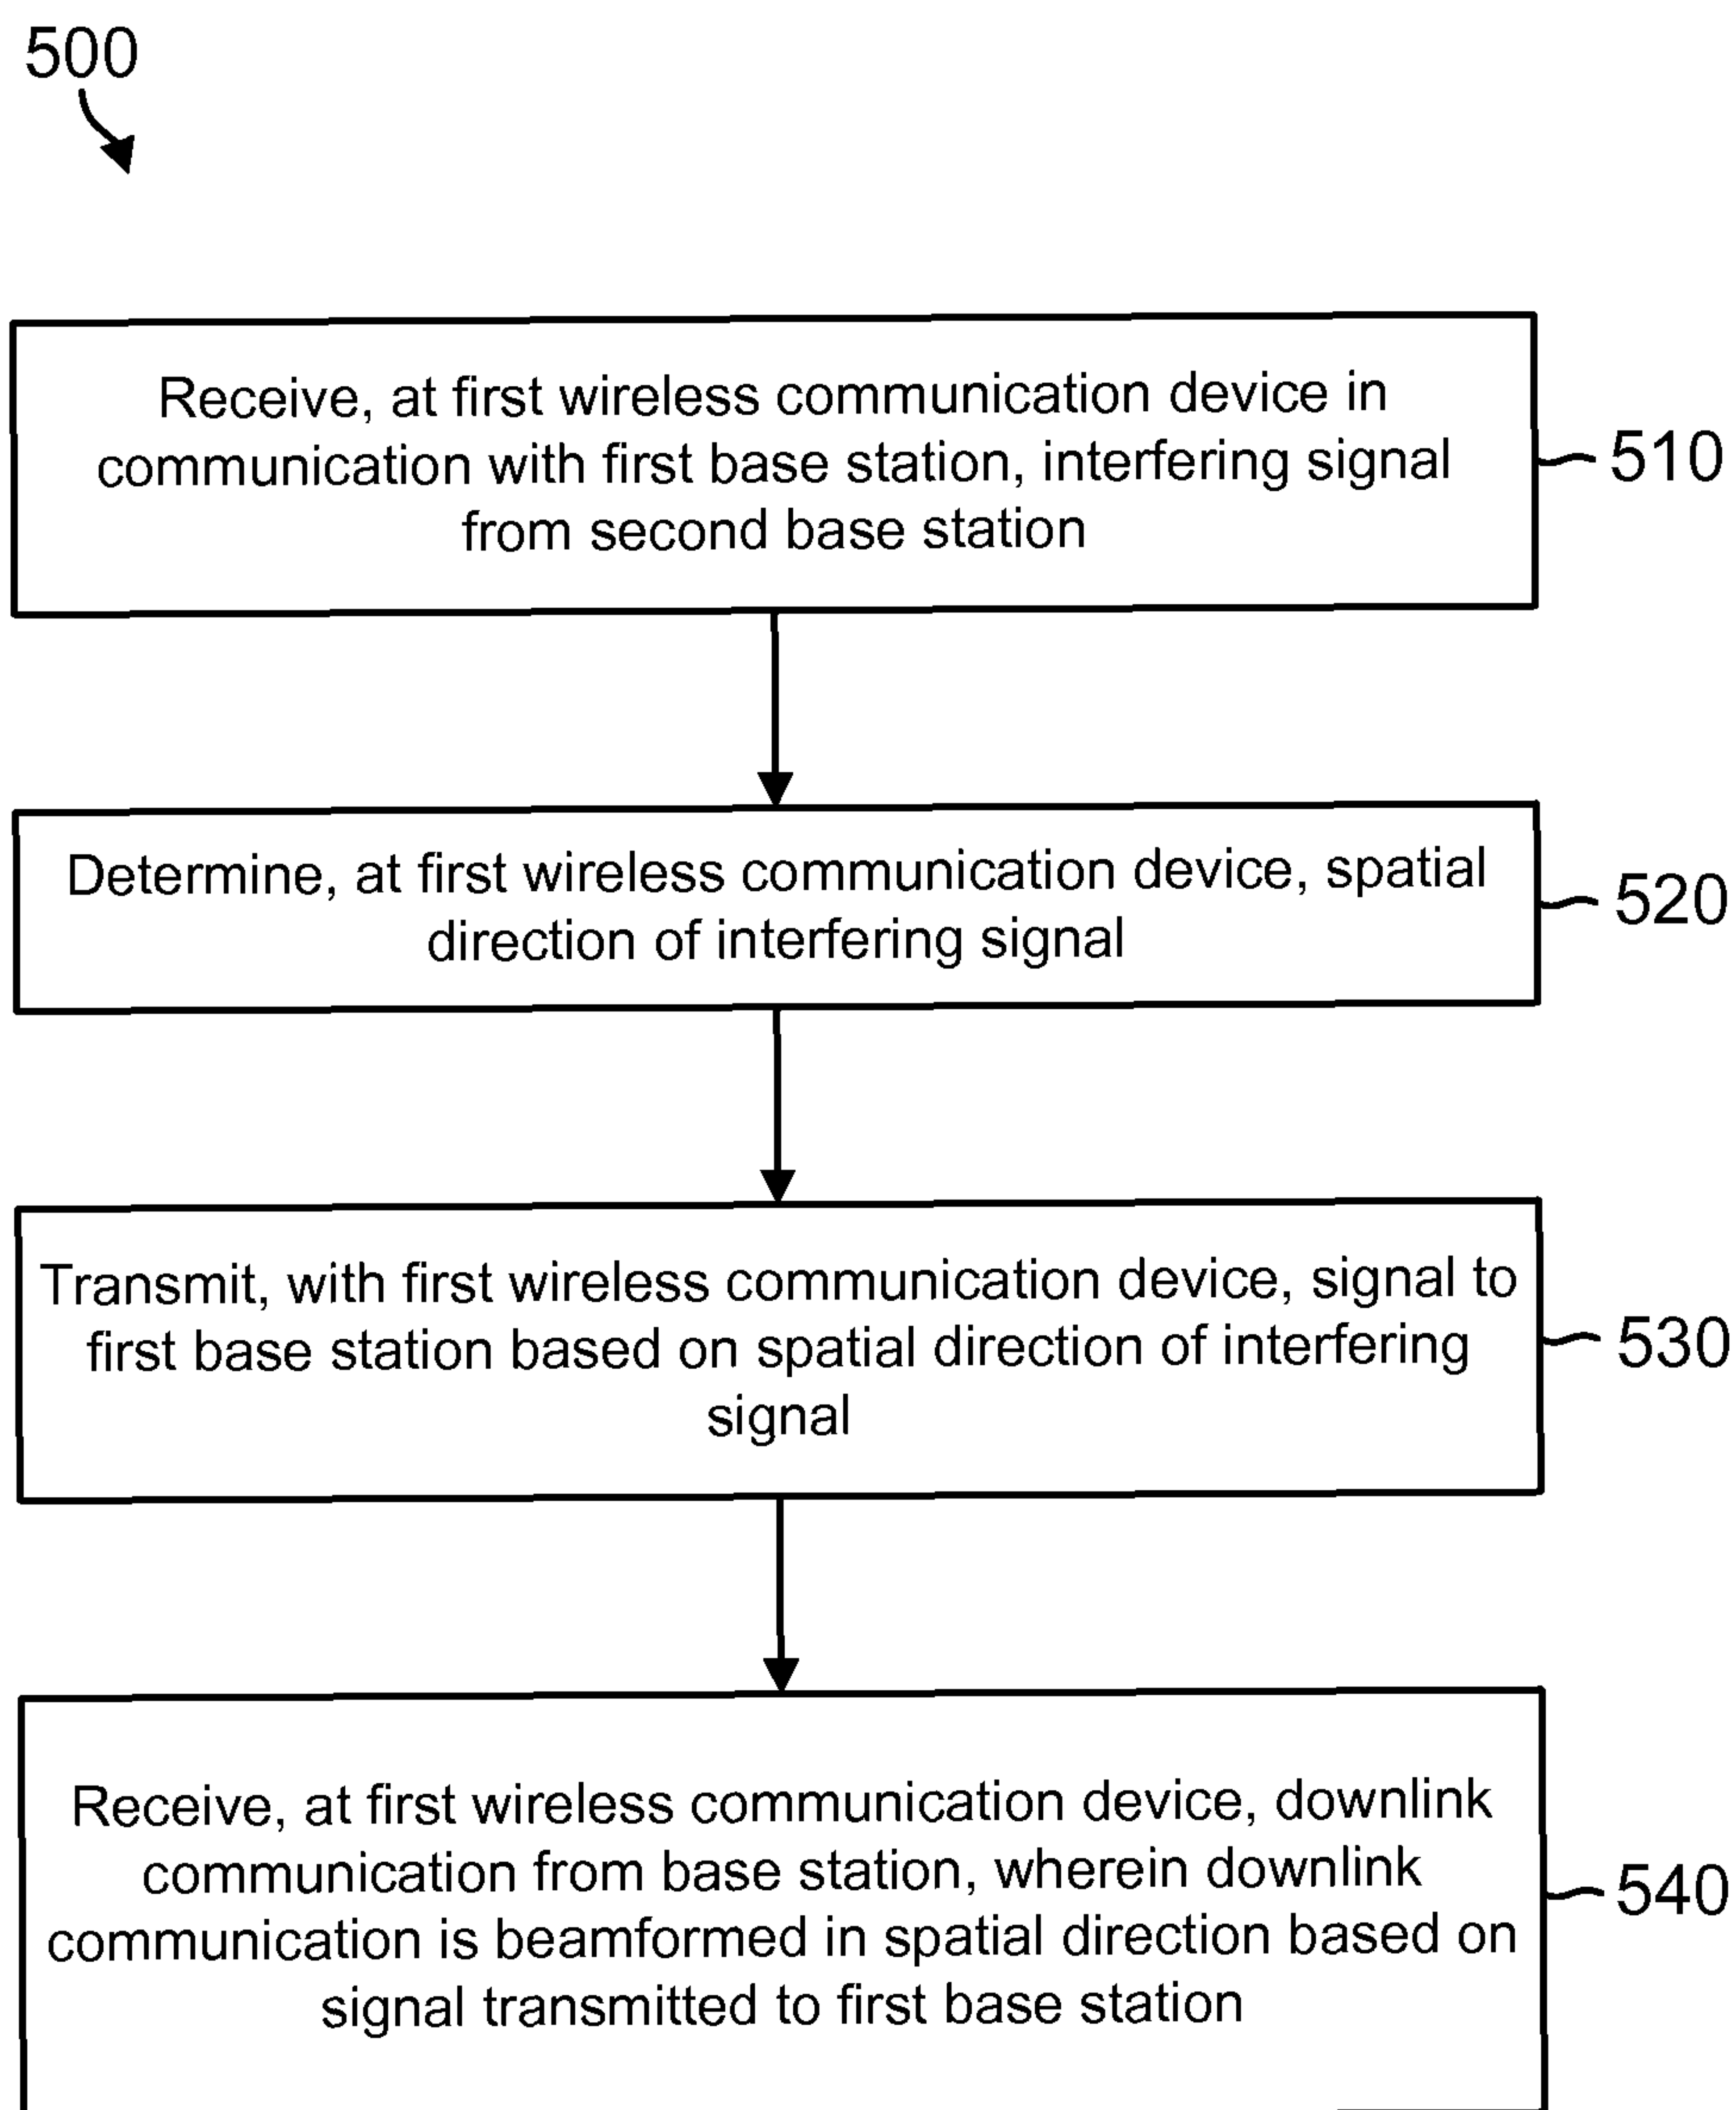 500
Receive, at first wireless communication device in
communication with first base station, interfering signal
from second base station
510
Determine, at first wireless communication device, spatial
direction of interfering signal
520
Transmit, with first wireless communication device, signal to
first base station based on spatial direction of interfering
signal
530
Receive, at first wireless communication device, downlink
communication from base station, wherein downlink
communication is beamformed in spatial direction based on
signal transmitted to first base station
540